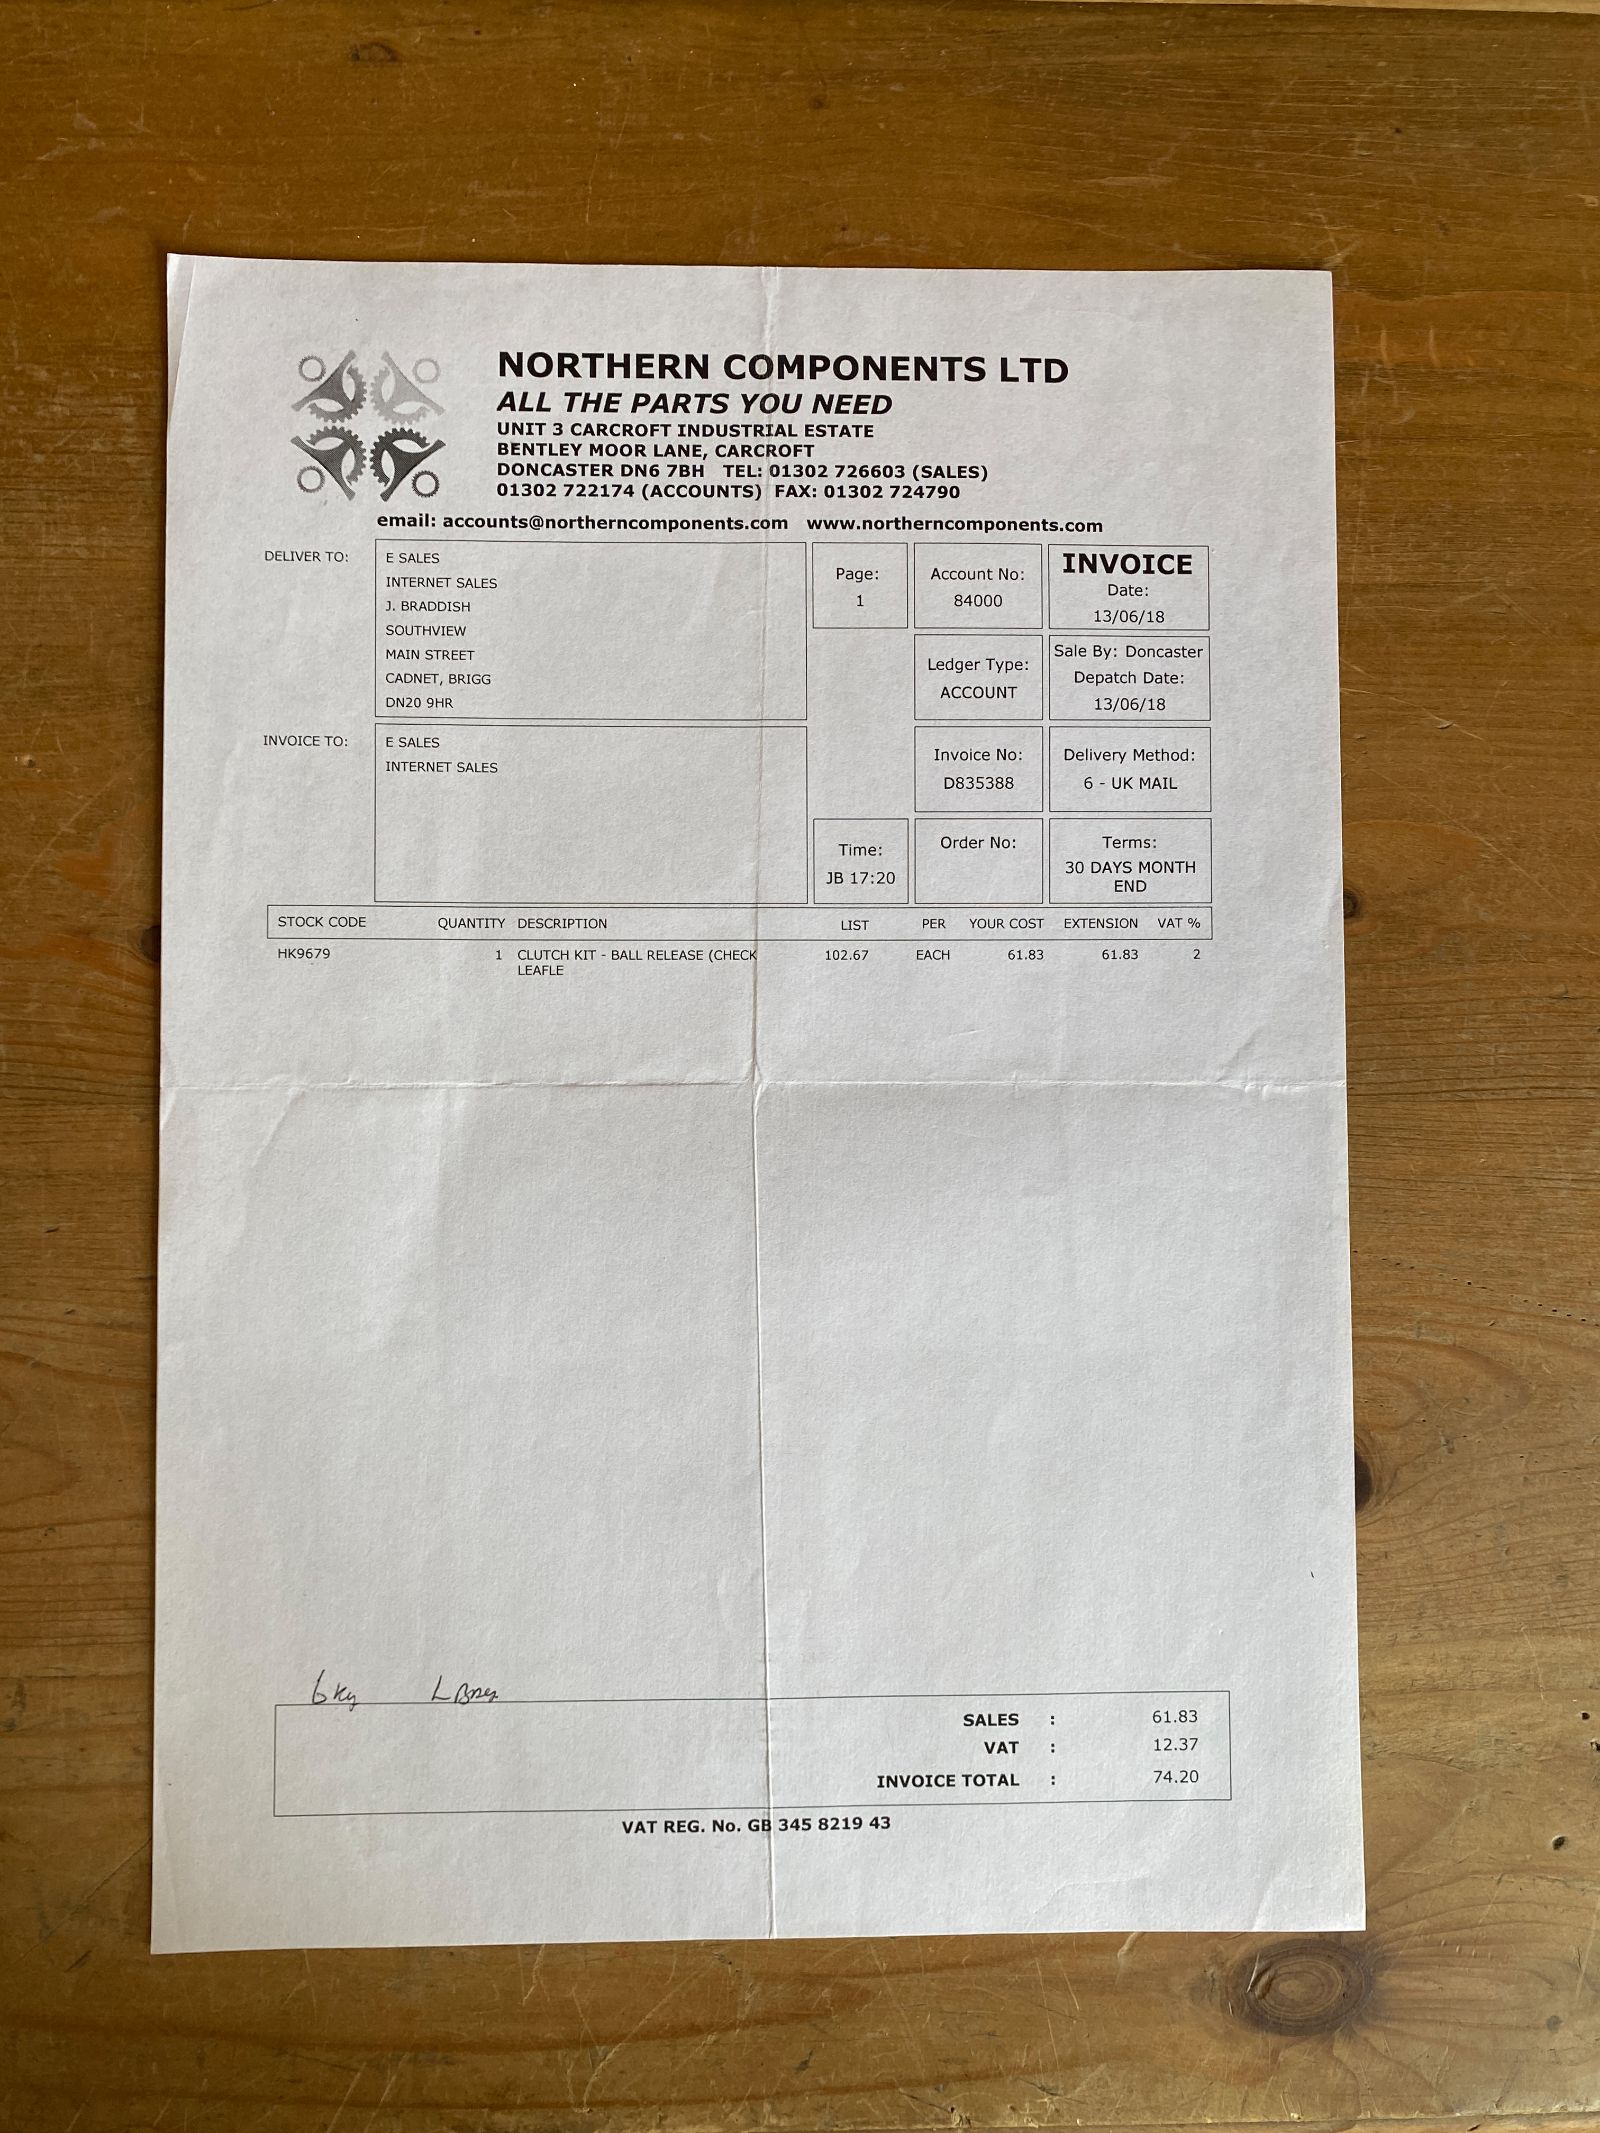 NORTHERN COMPONENTS LTD
ALL THE PARTS YOU NEED
UNIT 3 CARCROFT INDUSTRIAL ESTATE
BENTLEY MOOR LANE, CARCROFT
DONCASTER DN6 7BH TEL: 01302 726603 (SALES)
01302 722174 (ACCOUNTS) FAX: 01302 724790
email: accounts@northerncomponents.com www.northerncomponents.com
DELIVER TO:
E SALES
INTERNET SALES
J. BRADDISH
SOUTHVIEW
MAIN STREET
CADNET, BRIGG
DN20 9HR
Page:
1
Account No:
84000
INVOICE
Date:
13/06/18
Ledger Type:
ACCOUNT
Sale By: Doncaster
Depatch Date:
13/06/18
INVOICE TO:
E SALES
INTERNET SALES
Invoice No:
D835388
Delivery Method:
6 - UK MAIL
Time:
JB 17:20
Order No:
Terms:
30 DAYS MONTH
END
STOCK CODE QUANTITY DESCRIPTION LIST PER YOUR COST EXTENSION VAT %
HK9679 1 CLUTCH KIT - BALL RELEASE (CHECK 102.67 EACH 61.83 61.83 2
LEAFLE
6kg L
SALES : 61.83
VAT : 12.37
INVOICE TOTAL : 74.20
VAT REG. No. GB 345 8219 43